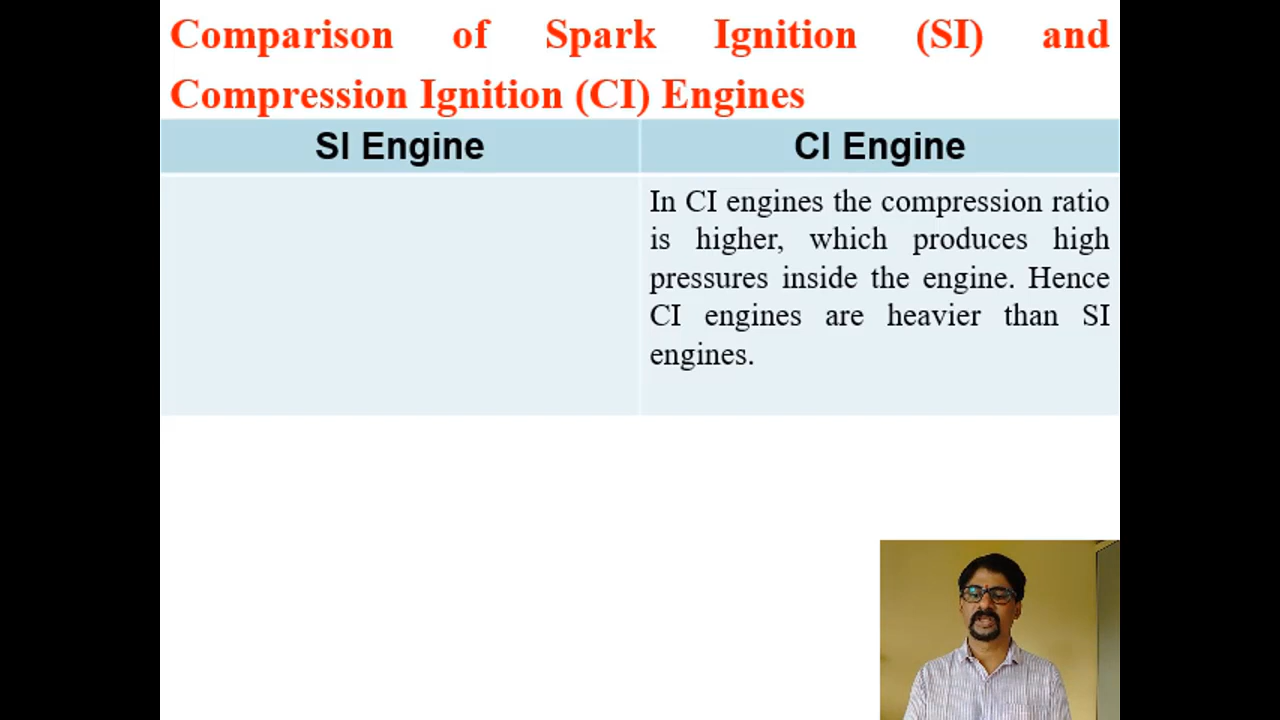 Comparison of Spark Ignition (SI) and
Compression Ignition (CI) Engines
SI Engine
CI Engine
In CI engines the compression ratio
is higher, which produces high
pressures inside the engine. Hence
CI engines are heavier than SI
engines.